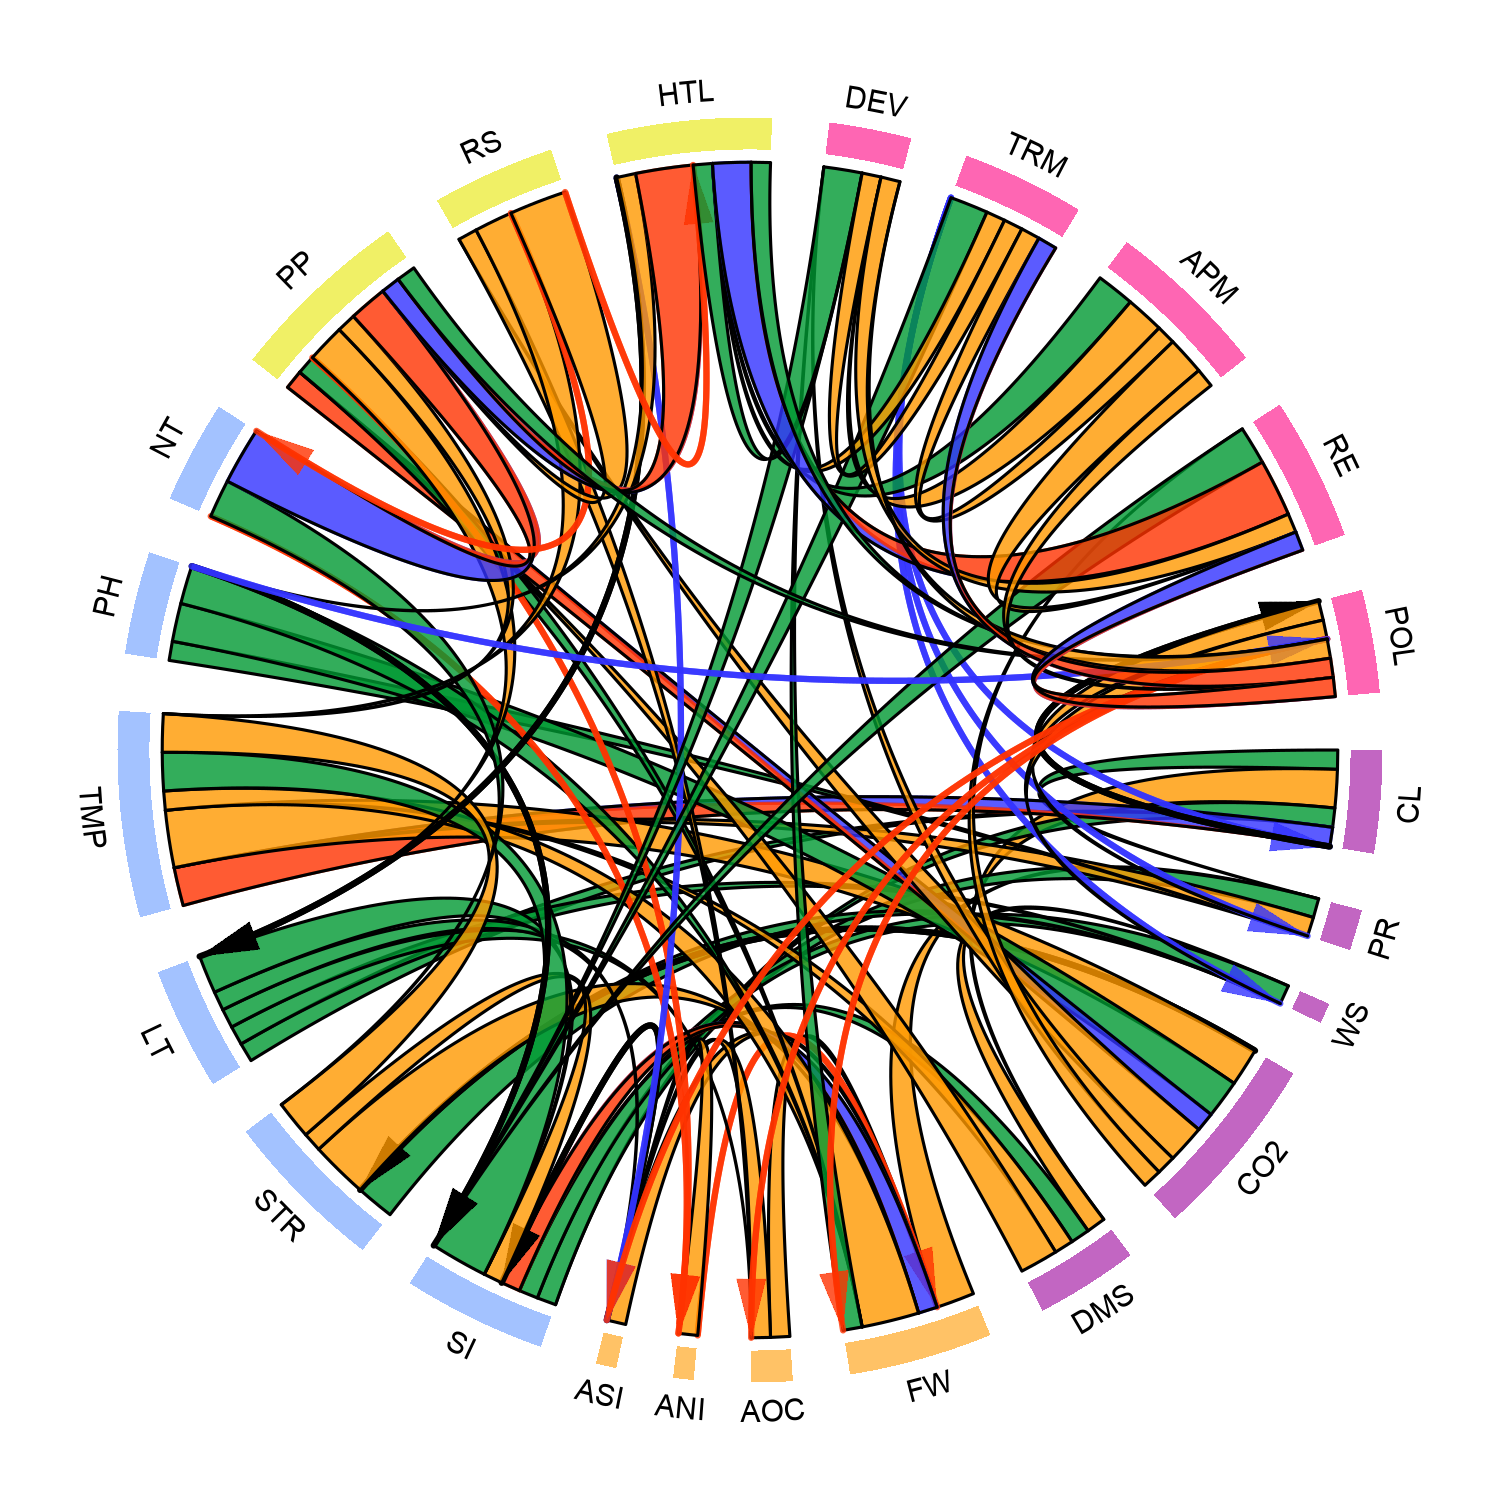 HTL
DEV
TRM
APM
RE
POL
CL
PR
WS
CO2
DMS
FW
AOC
ANI
ASI
SI
STR
LT
TMP
PH
NT
PP
RS